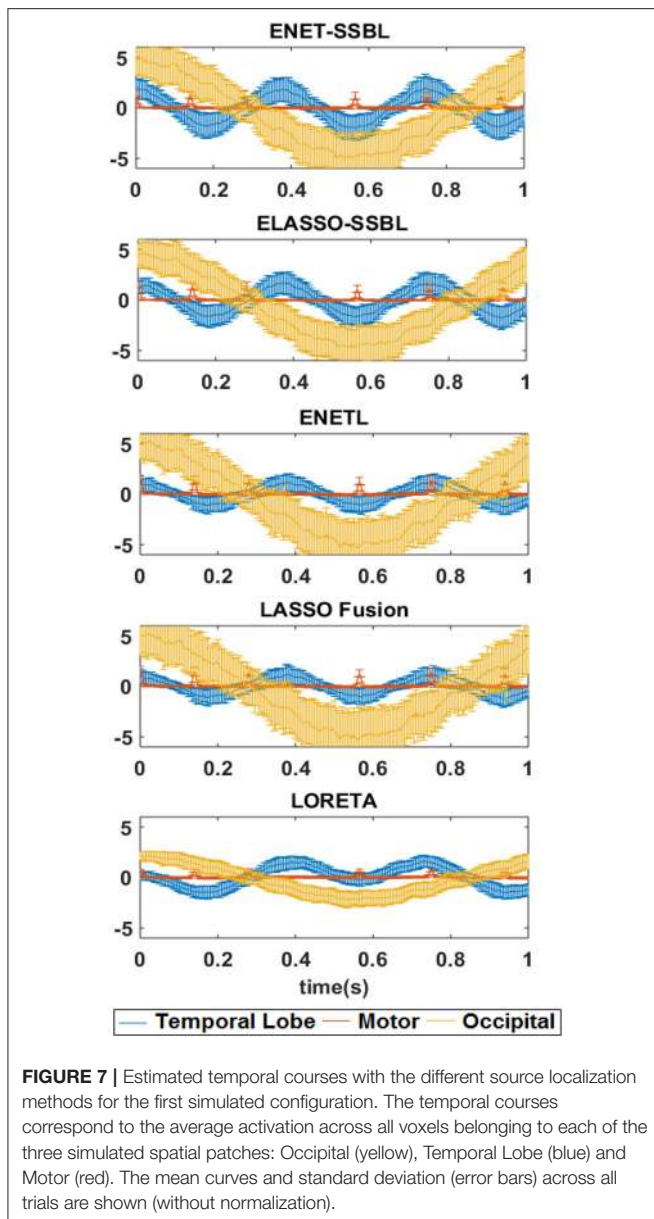 ENET-SSBL
5
0
-5
0 0.2 0.4 0.6 0.8 1
ELASSO-SSBL
5
0
-5
0 0.2 0.4 0.6 0.8 1
ENETL
5
0
-5
0 0.2 0.4 0.6 0.8 1
LASSO Fusion
5
0
-5
0 0.2 0.4 0.6 0.8 1
LORETA
5
0
-5
0 0.2 0.4 0.6 0.8 1
time(s)
Temporal Lobe Motor Occipital
FIGURE 7 | Estimated temporal courses with the different source localization
methods for the first simulated configuration. The temporal courses
correspond to the average activation across all voxels belonging to each of the
three simulated spatial patches: Occipital (yellow), Temporal Lobe (blue) and
Motor (red). The mean curves and standard deviation (error bars) across all
trials are shown (without normalization).